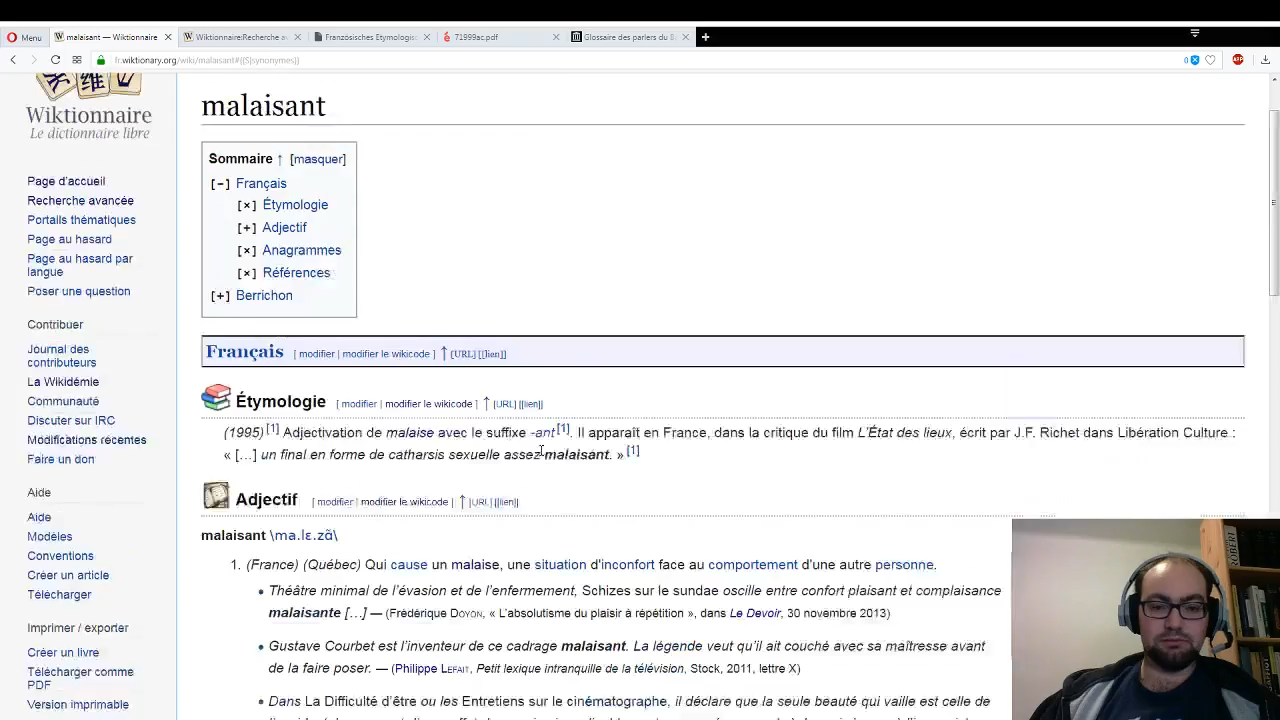 Menu
malaisant — Wiktionnaire
Wiktionnaire:Recherche av
Französisches Etymologis
71999ac.pdf
Glossaire des parlers du B
fr.wiktionary.org/wiki/malaisant#{{S|synonymes}}
0
ABP
Wiktionnaire
Le dictionnaire libre
Page d’accueil
Recherche avancée
Portails thématiques
Page au hasard
Page au hasard par
langue
Poser une question
Contribuer
Journal des
contributeurs
La Wikidémie
Communauté
Discuter sur IRC
Modifications récentes
Faire un don
Aide
Aide
Modèles
Conventions
Créer un article
Télécharger
Imprimer / exporter
Créer un livre
Télécharger comme
PDF
Version imprimable
malaisant
Sommaire ↑ [masquer]
[−] Français
[×] Étymologie
[+] Adjectif
[×] Anagrammes
[×] Références
[+] Berrichon
Français [ modifier | modifier le wikicode ] ↑ [URL] [[lien]]
Étymologie [ modifier | modifier le wikicode ] ↑ [URL] [[lien]]
(1995)[1] Adjectivation de malaise avec le suffixe -ant[1]. Il apparaît en France, dans la critique du film L’État des lieux, écrit par J.F. Richet dans Libération Culture :
« […] un final en forme de catharsis sexuelle assez malaisant. » [1]
Adjectif [ modifier | modifier le wikicode ] ↑ [URL] [[lien]]
malaisant \ma.lɛ.zɑ̃\
1. (France) (Québec) Qui cause un malaise, une situation d’inconfort face au comportement d’une autre personne.
• Théâtre minimal de l’évasion et de l’enfermement, Schizes sur le sundae oscille entre confort plaisant et complaisance
malaisante […] — (Frédérique Doyon, « L’absolutisme du plaisir à répétition », dans Le Devoir, 30 novembre 2013)
• Gustave Courbet est l’inventeur de ce cadrage malaisant. La légende veut qu’il ait couché avec sa maîtresse avant
de la faire poser. — (Philippe Lefait, Petit lexique intranquille de la télévision, Stock, 2011, lettre X)
• Dans La Difficulté d’être ou les Entretiens sur le cinématographe, il déclare que la seule beauté qui vaille est celle de